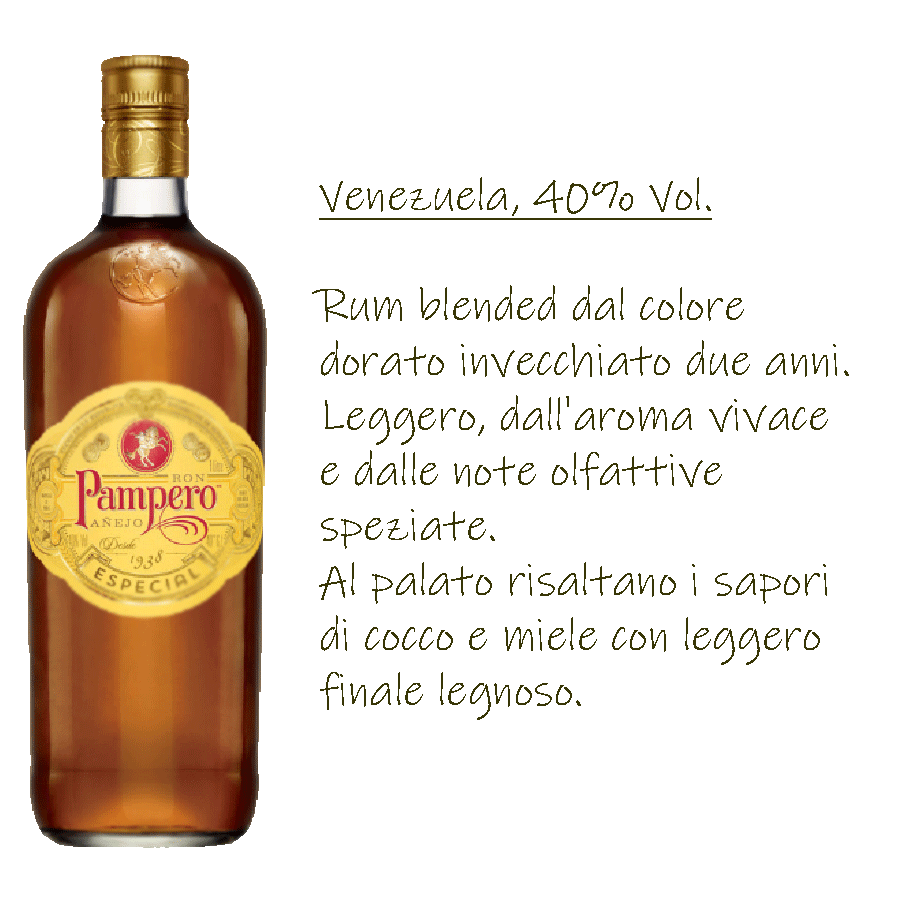 Venezuela, 40% Vol.
Rum blended dal colore
dorato invecchiato due anni.
Leggero, dall'aroma vivace
e dalle note olfattive
speziate.
Al palato risaltano i sapori
di cocco e miele con leggero
finale legnoso.
RON
Pampero
AÑEJO
Desde
1938
ESPECIAL